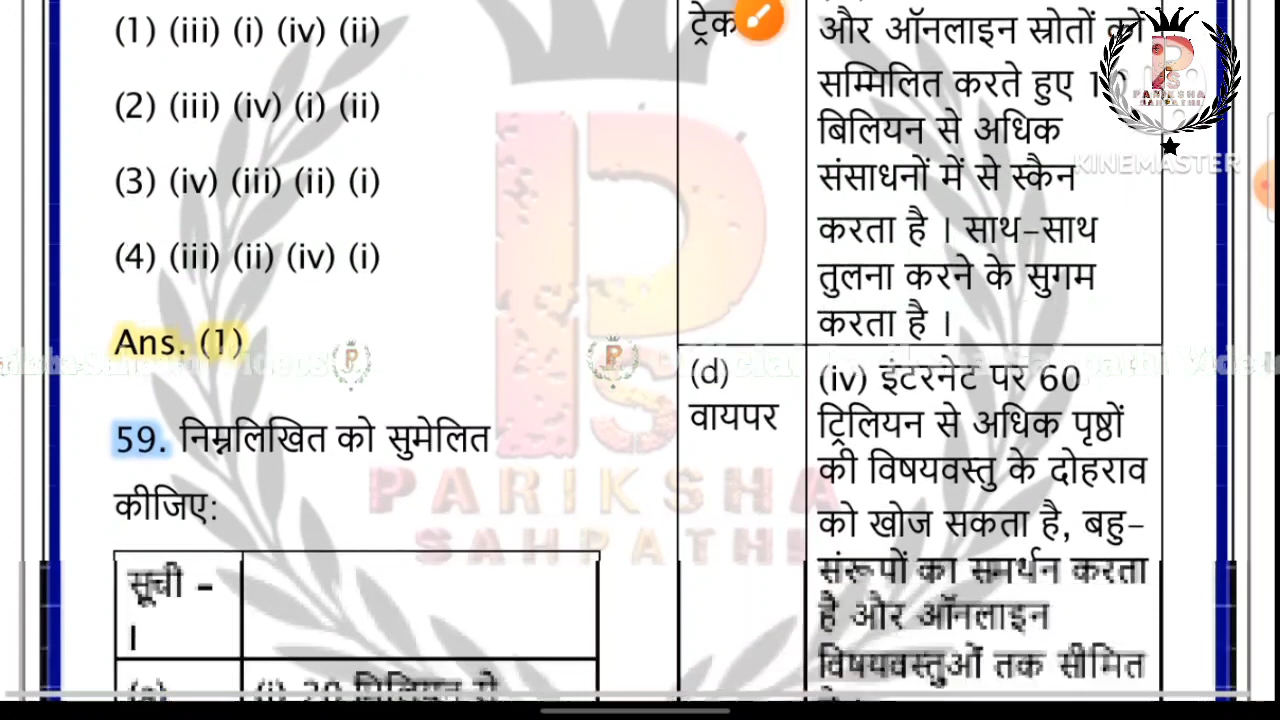 (1) (iii) (i) (iv) (ii)
(2) (iii) (iv) (i) (ii)
(3) (iv) (iii) (ii) (i)
(4) (iii) (ii) (iv) (i)
Ans. (1)
59. निम्नलिखित को सुमेलित
कीजिए:
सूची –
I
ट्रेक
और ऑनलाइन स्रोतों को
सम्मिलित करते हुए
बिलियन से अधिक
संसाधनों में से स्कैन
करता है । साथ-साथ
तुलना करने के सुगम
करता है ।
(d)
वायपर
(iv) इंटरनेट पर 60
ट्रिलियन से अधिक पृष्ठों
की विषयवस्तु के दोहराव
को खोज सकता है, बहु-
संरूपों का समर्थन करता
है और ऑनलाइन
विषयवस्तुओं तक सीमित
PARIKSHA
SAHPATHI
PARIKSHA
SAHPATHI
KINEMASTER